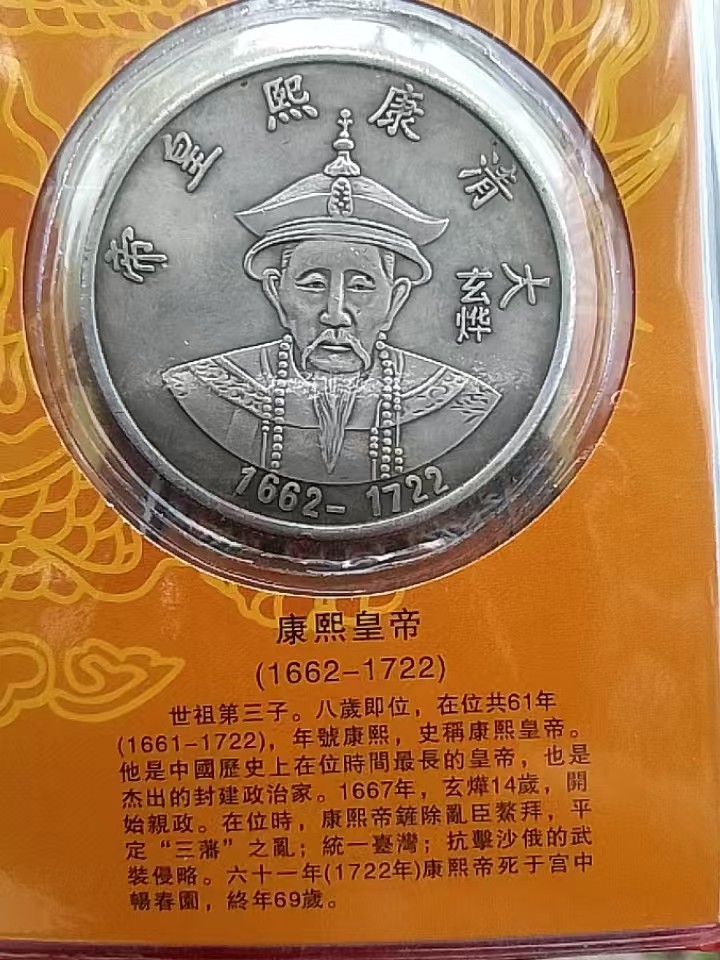 大清康熙皇帝
1662-1722
康熙皇帝
(1662-1722)
世祖第三子。八歲即位，在位共61年
(1661-1722)，年號康熙，史稱康熙皇帝。
他是中國歷史上在位時間最長的皇帝，也是
杰出的封建政治家。1667年，玄燁14歲，開
始親政。在位時，康熙帝鏟除亂臣鰲拜，平
定“三藩”之亂；統一臺灣；抗擊沙俄的武
裝侵略。六十一年(1722年)康熙帝死于宫中
暢春園，終年69歲。